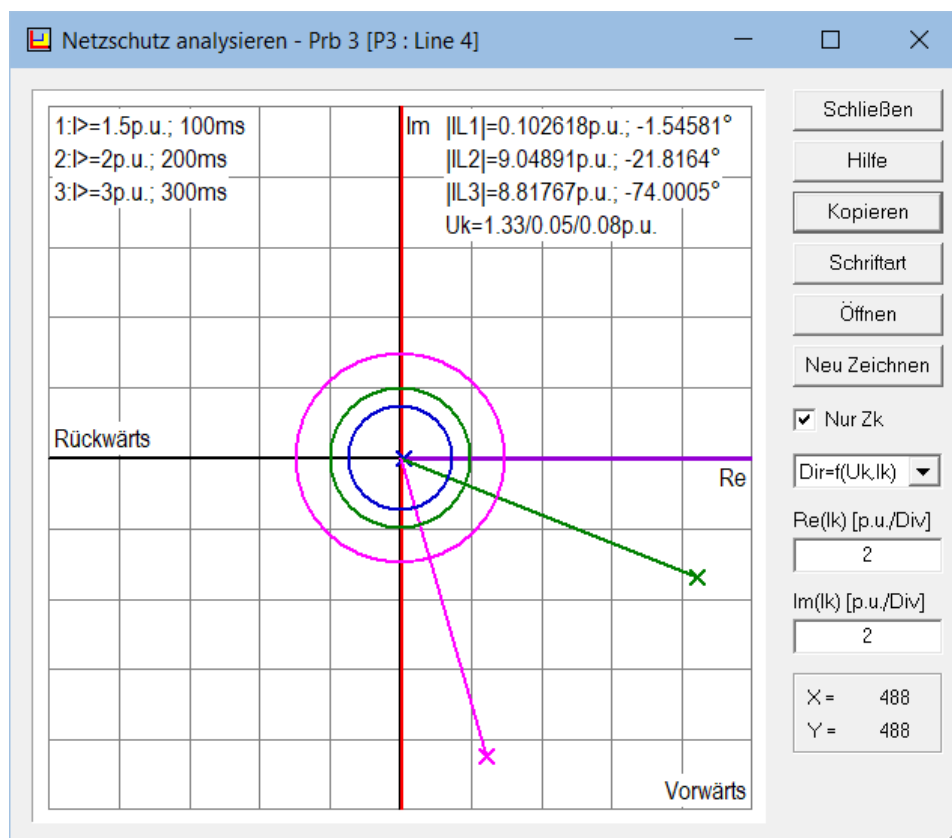 Netzschutz analysieren - Prb 3 [P3 : Line 4]
1:I>=1.5p.u.; 100ms
2:I>=2p.u.; 200ms
3:I>=3p.u.; 300ms
Im
|IL1|=0.102618p.u.; -1.54581°
|IL2|=9.04891p.u.; -21.8164°
|IL3|=8.81767p.u.; -74.0005°
Uk=1.33/0.05/0.08p.u.
Rückwärts
Re
Vorwärts
Schließen
Hilfe
Kopieren
Schriftart
Öffnen
Neu Zeichnen
Nur Zk
Dir=f(Uk,Ik)
Re(Ik) [p.u./Div]
2
Im(Ik) [p.u./Div]
2
X = 488
Y = 488